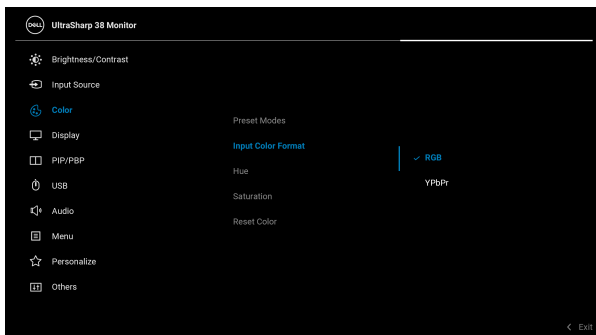 DELL UltraSharp 38 Monitor
Brightness/Contrast
Input Source
Color
Display
PIP/PBP
USB
Audio
Menu
Personalize
Others
Preset Modes
Input Color Format
Hue
Saturation
Reset Color
RGB
YPbPr
Exit